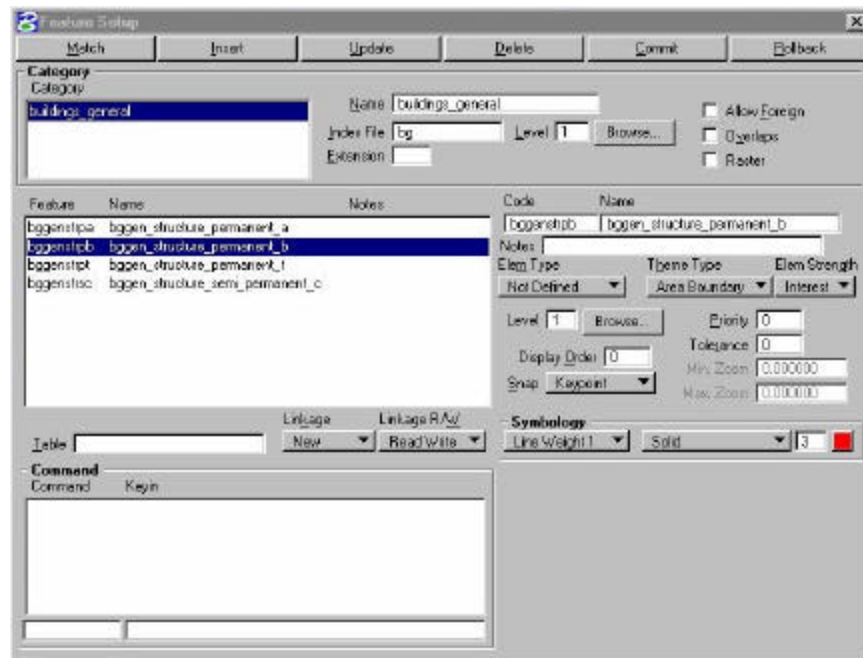 Feature Setup
Match Insert Update Delete Commit Rollback
Category
Category
buildings_general
Name buildings_general
Index File bg Level 1 Browse...
Extension
Allow Foreign
Overlaps
Raster
Feature Name Notes
bggenstrpa bggen_structure_permanent_a
bggenstrpb bggen_structure_permanent_b
bggenstrpt bggen_structure_permanent_t
bggenstrsc bggen_structure_semi_permanent_c
Code Name
bggenstrpb bggen_structure_permanent_b
Notes
Elem Type Theme Type Elem Strength
Not Defined Area Boundary Interest
Level 1 Browse... Priority 0
Tolerance 0
Display Order 0
Min. Zoom 0.000000
Snap Keypoint
Max. Zoom 0.000000
Linkage Linkage R/W
Table New Read Write
Symbology
Line Weight 1 Solid 3
Command
Command Keyin